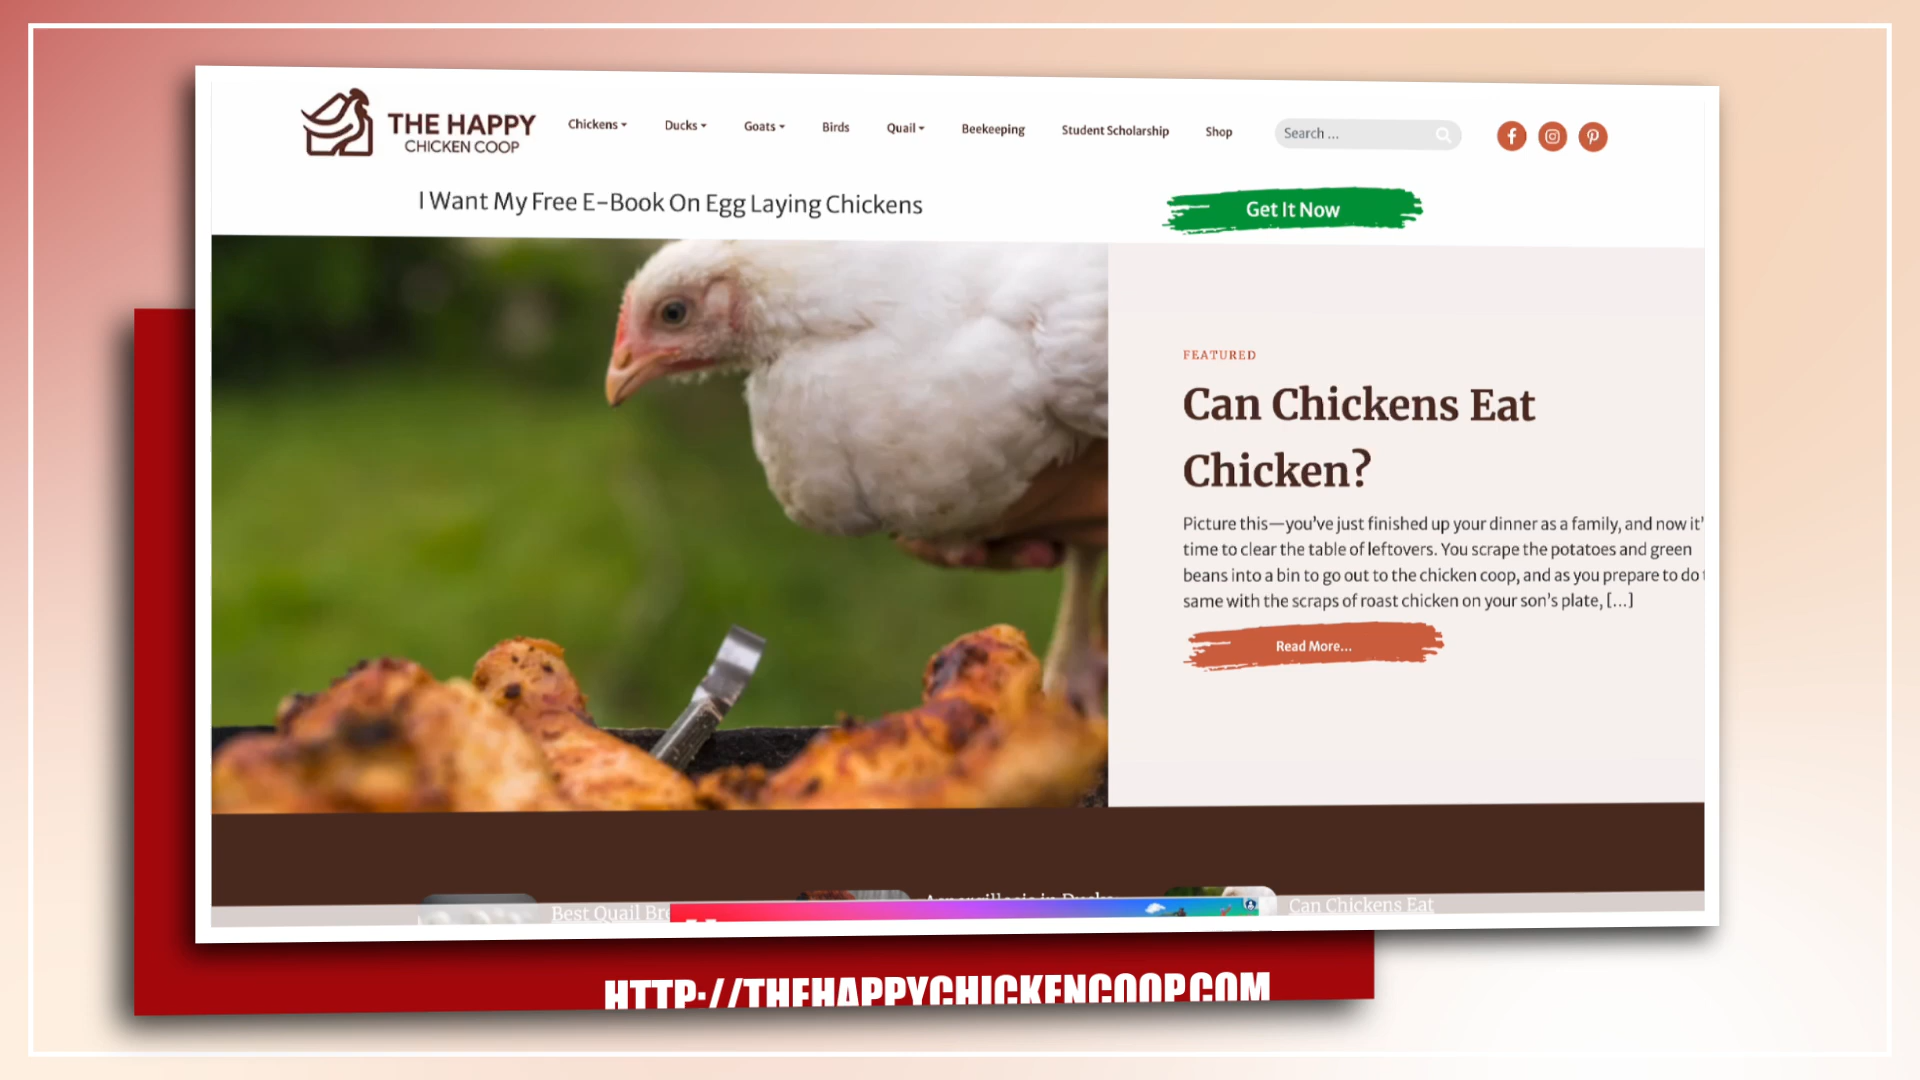 THE HAPPY
CHICKEN COOP
Chickens
Ducks
Goats
Birds
Quail
Beekeeping
Student Scholarship
Shop
Search ...
I Want My Free E-Book On Egg Laying Chickens
Get It Now
FEATURED
Can Chickens Eat
Chicken?
Picture this—you've just finished up your dinner as a family, and now it'
time to clear the table of leftovers. You scrape the potatoes and green
beans into a bin to go out to the chicken coop, and as you prepare to do
same with the scraps of roast chicken on your son's plate, [...]
Read More...
Best Quail Bre
Can Chickens Eat
HTTP://THEHAPPYCHICKENCOOP.COM